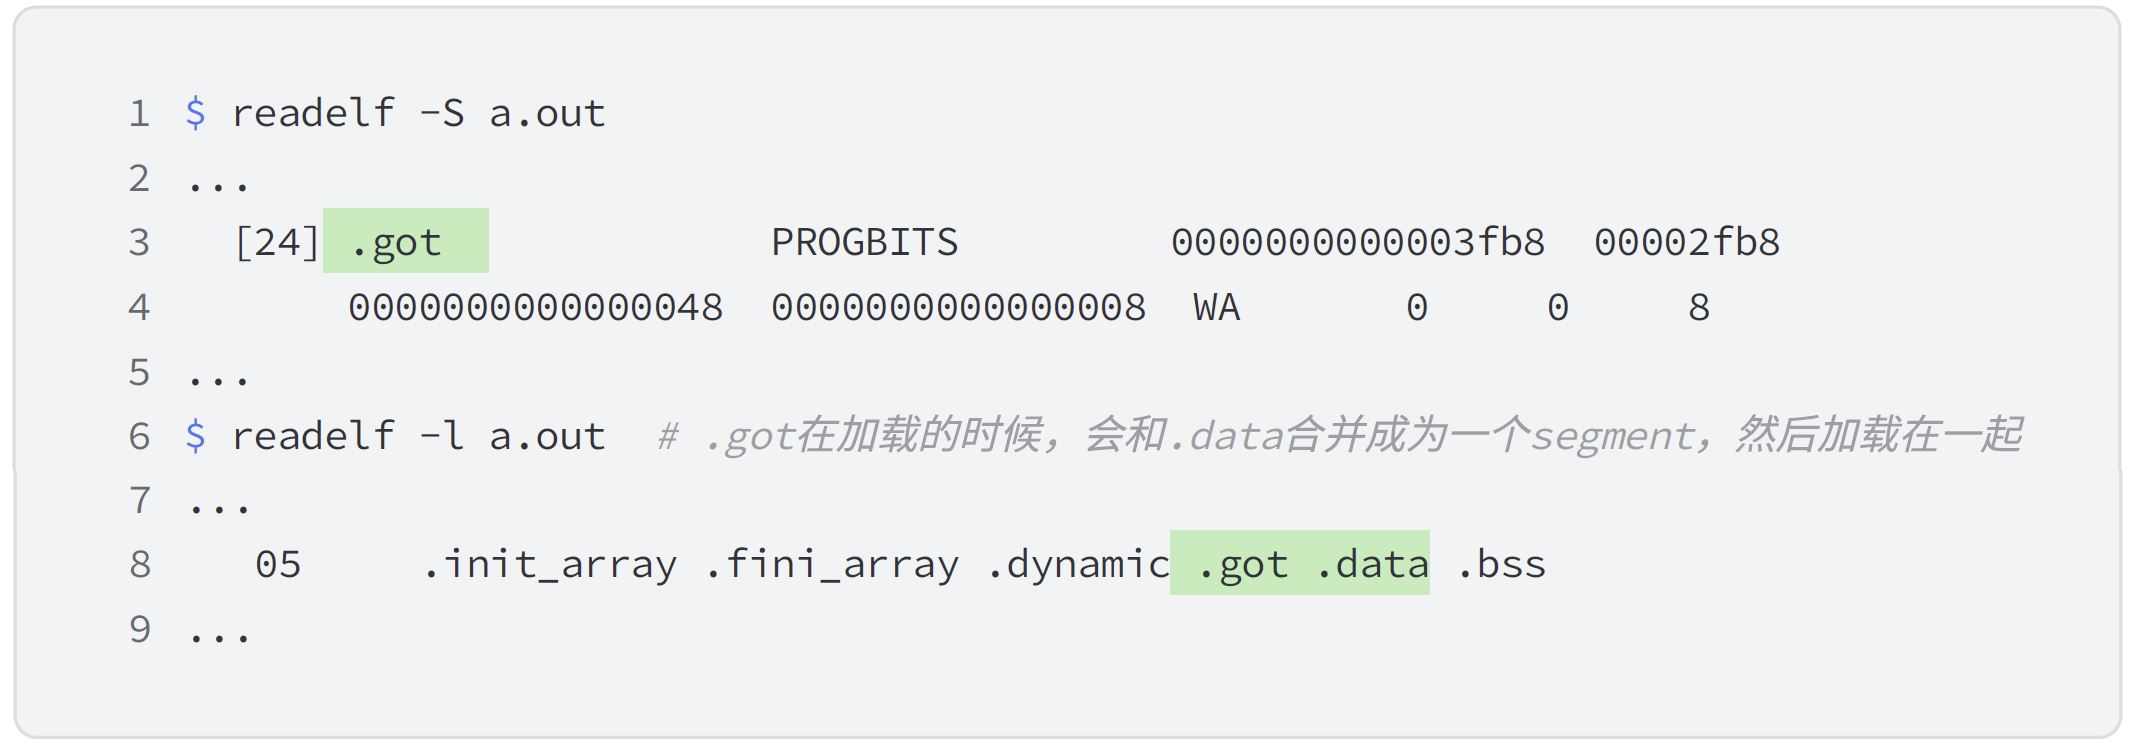 1 $ readelf -S a.out
2 ...
3   [24] .got              PROGBITS         0000000000003fb8  00002fb8
4        0000000000000048  0000000000000008  WA       0     0     8
5 ...
6 $ readelf -l a.out  # .got在加载的时候，会和.data合并成为一个segment，然后加载在一起
7 ...
8    05     .init_array .fini_array .dynamic .got .data .bss
9 ...